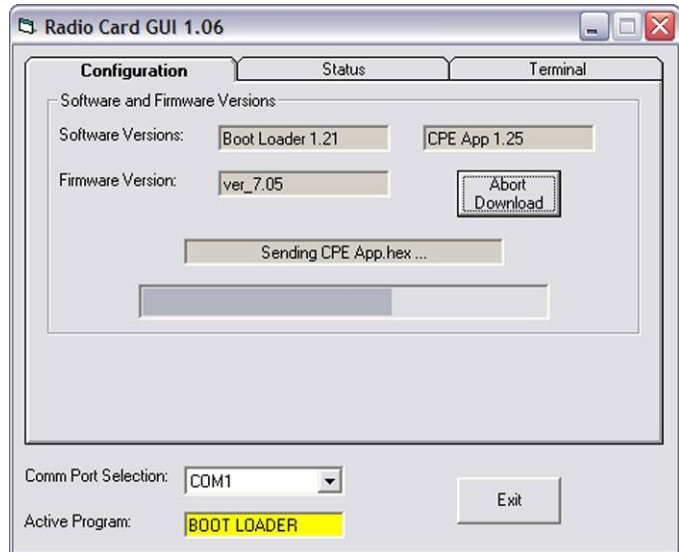 Radio Card GUI 1.06
Configuration
Status
Terminal
Software and Firmware Versions
Software Versions: Boot Loader 1.21 CPE App 1.25
Firmware Version: ver_7.05
Abort
Download
Sending CPE App.hex ...
Comm Port Selection: COM1
Exit
Active Program: BOOT LOADER